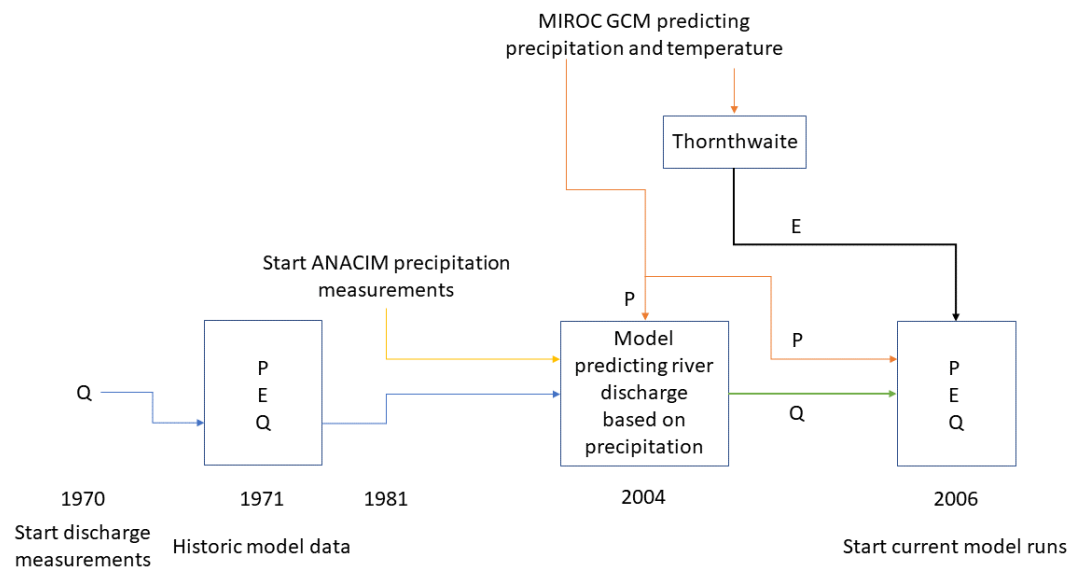 MIROC GCM predicting
precipitation and temperature
Thornthwaite
E
Start ANACIM precipitation
measurements
P
Q
P
E
Q
Model
predicting river
discharge
based on
precipitation
P
Q
P
E
Q
1970
1971
1981
2004
2006
Start discharge
measurements
Historic model data
Start current model runs